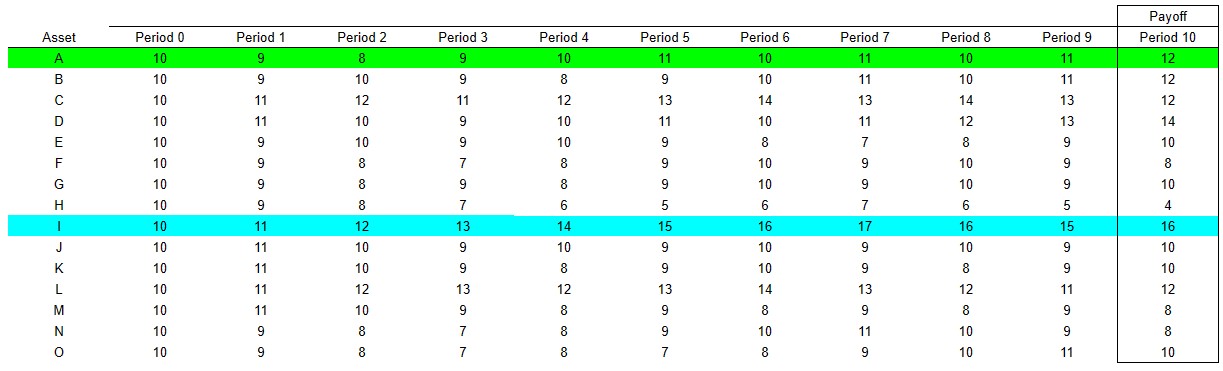 Payoff
Asset Period 0 Period 1 Period 2 Period 3 Period 4 Period 5 Period 6 Period 7 Period 8 Period 9 Period 10
A 10 9 8 9 10 11 10 11 10 11 12
B 10 9 10 9 8 9 10 11 10 11 12
C 10 11 12 11 12 13 14 13 14 13 12
D 10 11 10 9 10 11 10 11 12 13 14
E 10 9 10 9 10 9 8 7 8 9 10
F 10 9 8 7 8 9 10 9 10 9 8
G 10 9 8 9 8 9 10 9 10 9 10
H 10 9 8 7 6 5 6 7 6 5 4
I 10 11 12 13 14 15 16 17 16 15 16
J 10 11 10 9 10 9 10 9 10 9 10
K 10 11 10 9 8 9 10 9 8 9 10
L 10 11 12 13 12 13 14 13 12 11 12
M 10 11 10 9 8 9 8 9 8 9 8
N 10 9 8 7 8 9 10 11 10 9 8
O 10 9 8 7 8 7 8 9 10 11 10